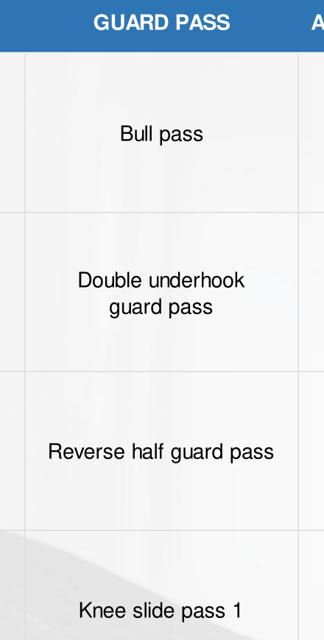 GUARD PASS A
Bull pass
Double underhook
guard pass
Reverse half guard pass
Knee slide pass 1